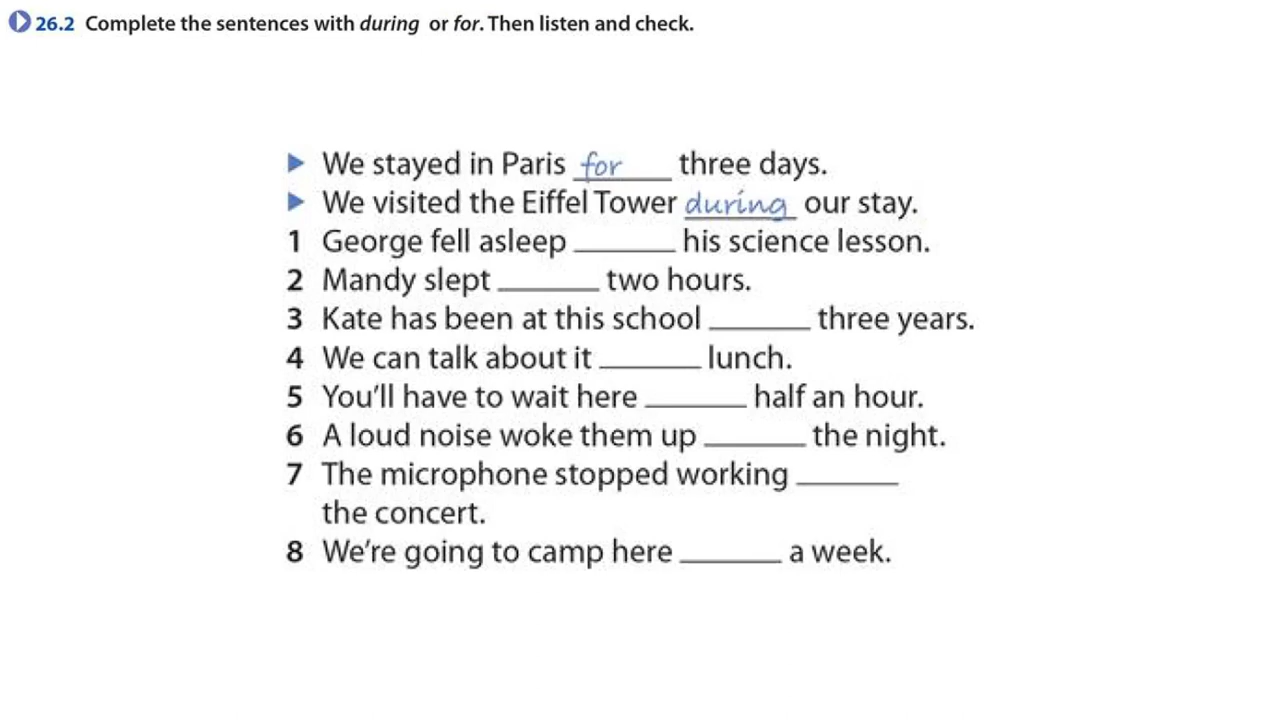 26.2 Complete the sentences with during or for. Then listen and check.
▶ We stayed in Paris for three days.
▶ We visited the Eiffel Tower during our stay.
1 George fell asleep ______ his science lesson.
2 Mandy slept ______ two hours.
3 Kate has been at this school ______ three years.
4 We can talk about it ______ lunch.
5 You'll have to wait here ______ half an hour.
6 A loud noise woke them up ______ the night.
7 The microphone stopped working ______
the concert.
8 We're going to camp here ______ a week.